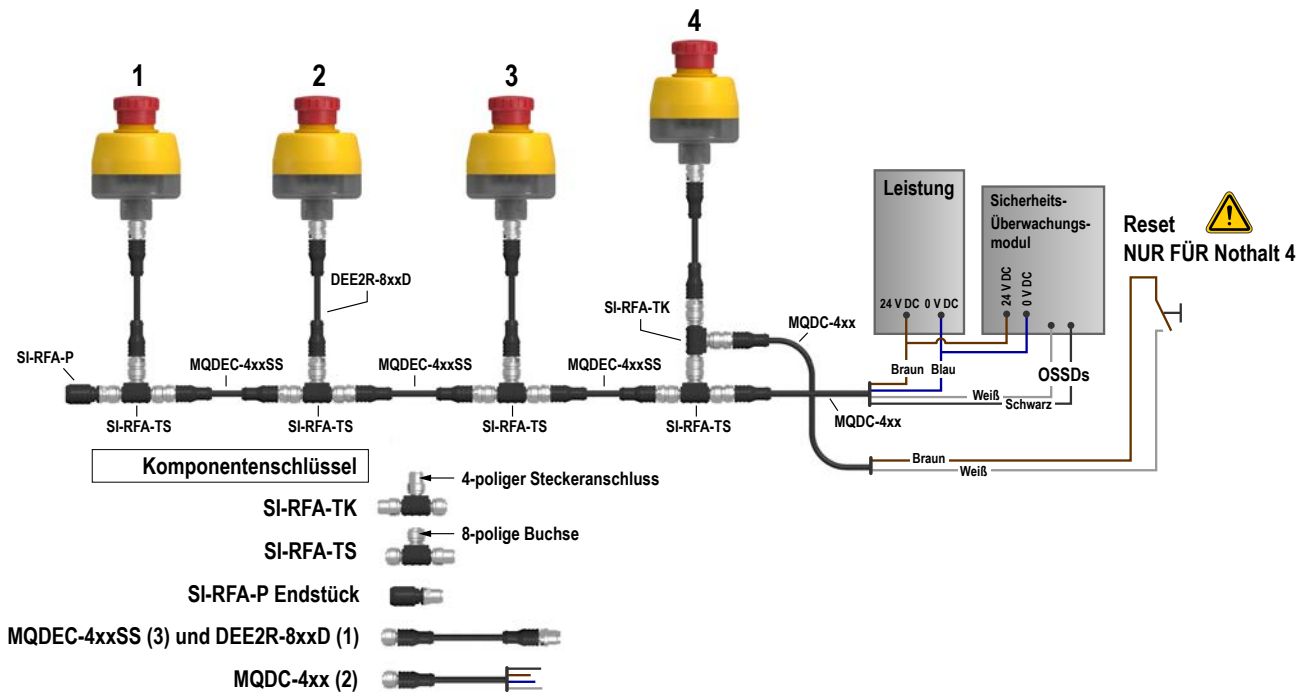 4
1
2
3
Leistung
Sicherheits-
Überwachungs-
modul
Reset
NUR FÜR Nothalt 4
DEE2R-8xxD
24 V DC
0 V DC
24 V DC
0 V DC
SI-RFA-TK
MQDC-4xx
SI-RFA-P
MQDEC-4xxSS
MQDEC-4xxSS
MQDEC-4xxSS
Braun
Blau
OSSDs
Weiß
Schwarz
MQDC-4xx
SI-RFA-TS
SI-RFA-TS
SI-RFA-TS
SI-RFA-TS
Braun
Weiß
Komponentenschlüssel
4-poliger Steckeranschluss
SI-RFA-TK
8-polige Buchse
SI-RFA-TS
SI-RFA-P Endstück
MQDEC-4xxSS (3) und DEE2R-8xxD (1)
MQDC-4xx (2)